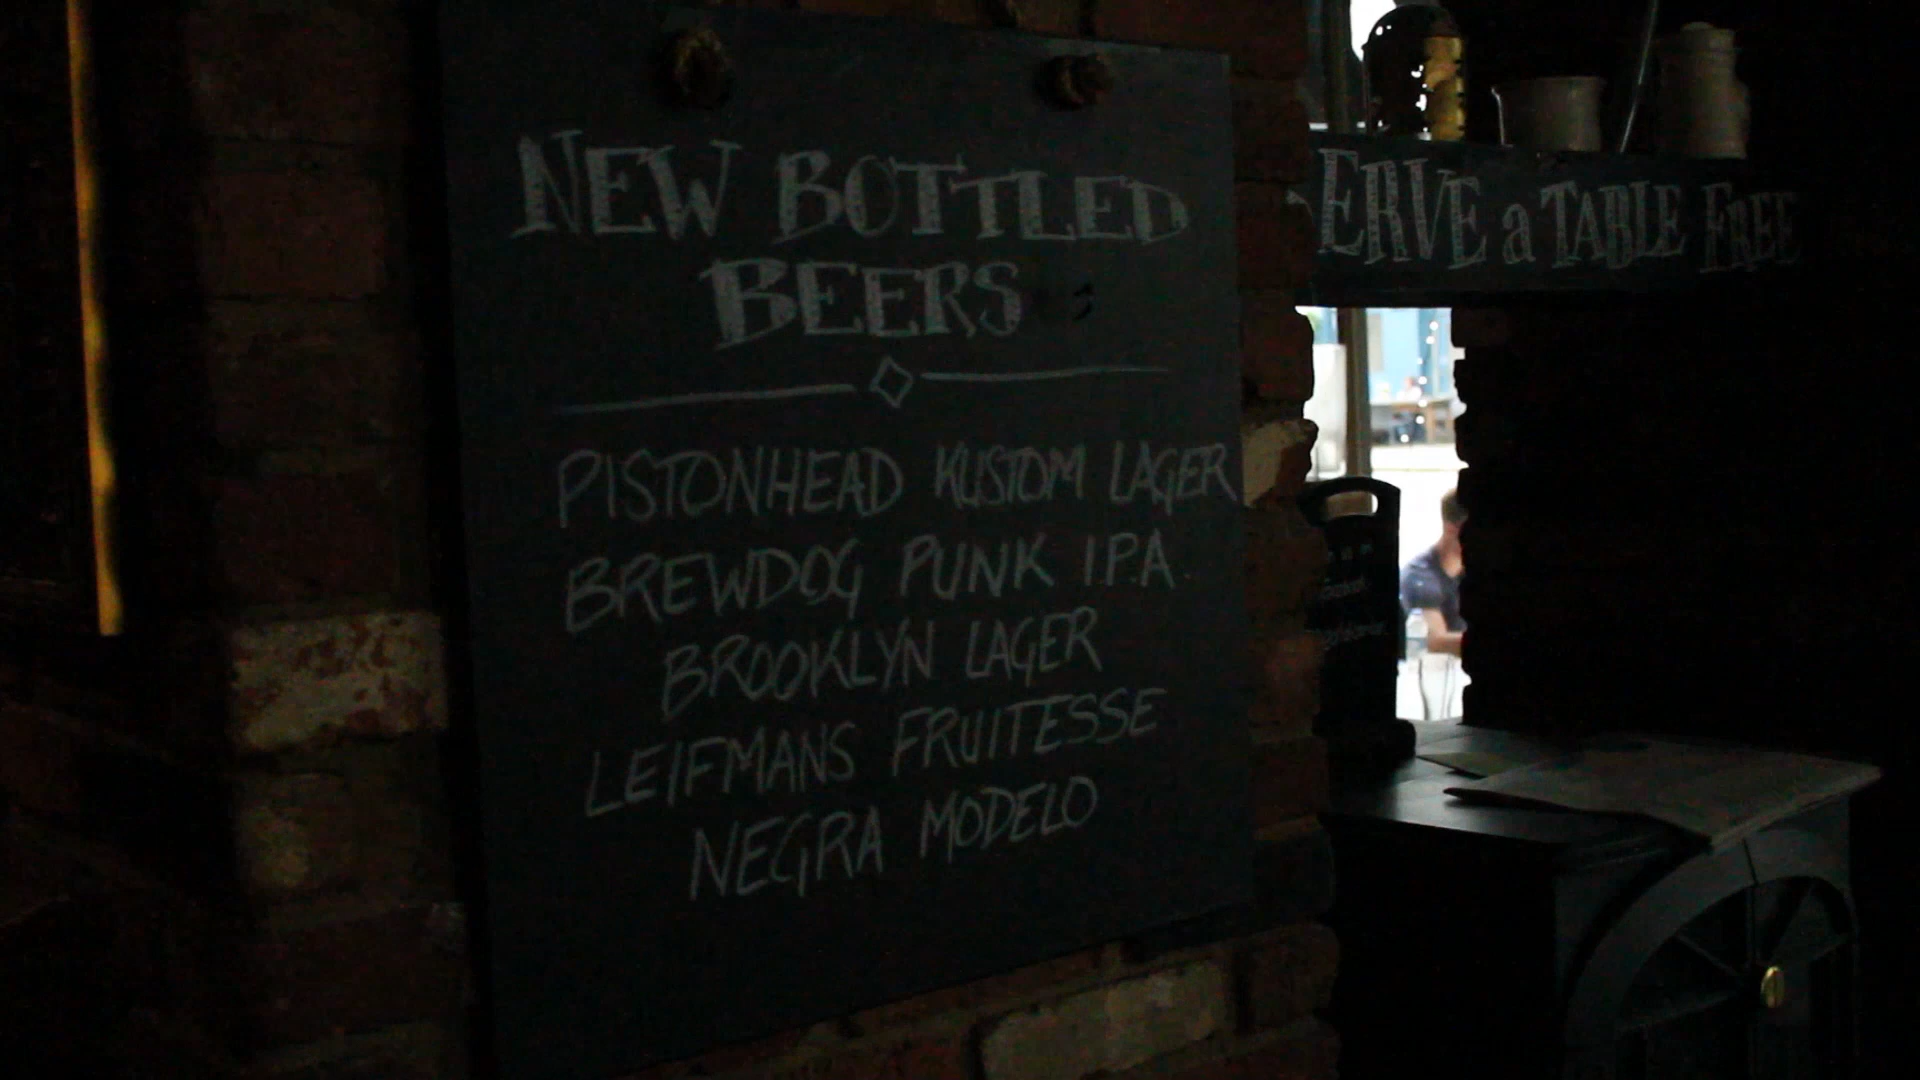 NEW BOTTLED
BEERS
PISTONHEAD KUSTOM LAGER
BREWDOG PUNK I.P.A.
BROOKLYN LAGER
LEIFMANS FRUITESSE
NEGRA MODELO
ERVE a TABLE FREE